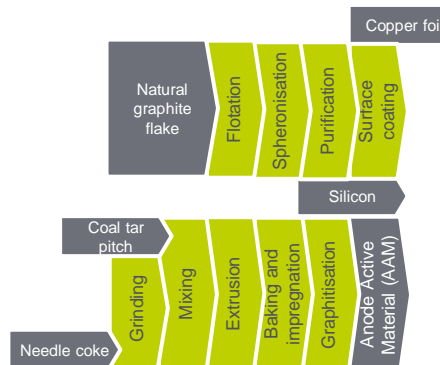 Copper foi
Natural
graphite
flake
Flotation
Spheronisation
Purification
Surface
coating
Silicon
Coal tar
pitch
Grinding
Mixing
Extrusion
Baking and
impregnation
Graphitisation
Anode Active
Material (AAM)
Needle coke